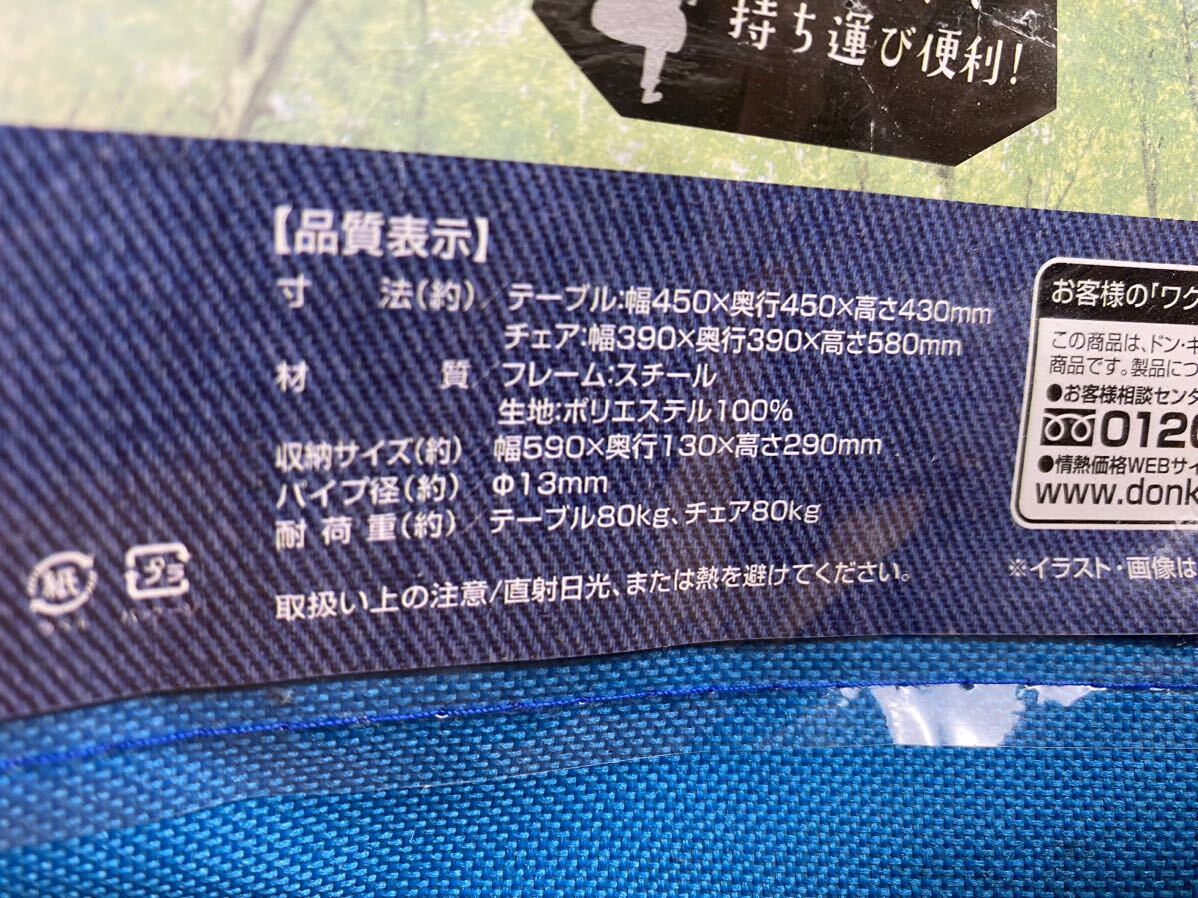 持ち運び便利!
【品質表示】
寸法(約)/テーブル:幅450×奥行450×高さ430mm
チェア:幅390×奥行390×高さ580mm
材質/フレーム:スチール
生地:ポリエステル100%
収納サイズ(約)/幅590×奥行130×高さ290mm
パイプ径(約)/Φ13mm
耐荷重(約)/テーブル80kg、チェア80kg
取扱い上の注意/直射日光、または熱を避けてください。
紙
プラ
お客様の「ワク
この商品は、ドン・キ
商品です。製品につ
●お客様相談センタ
0120
●情熱価格WEBサイ
www.donk
※イラスト・画像は